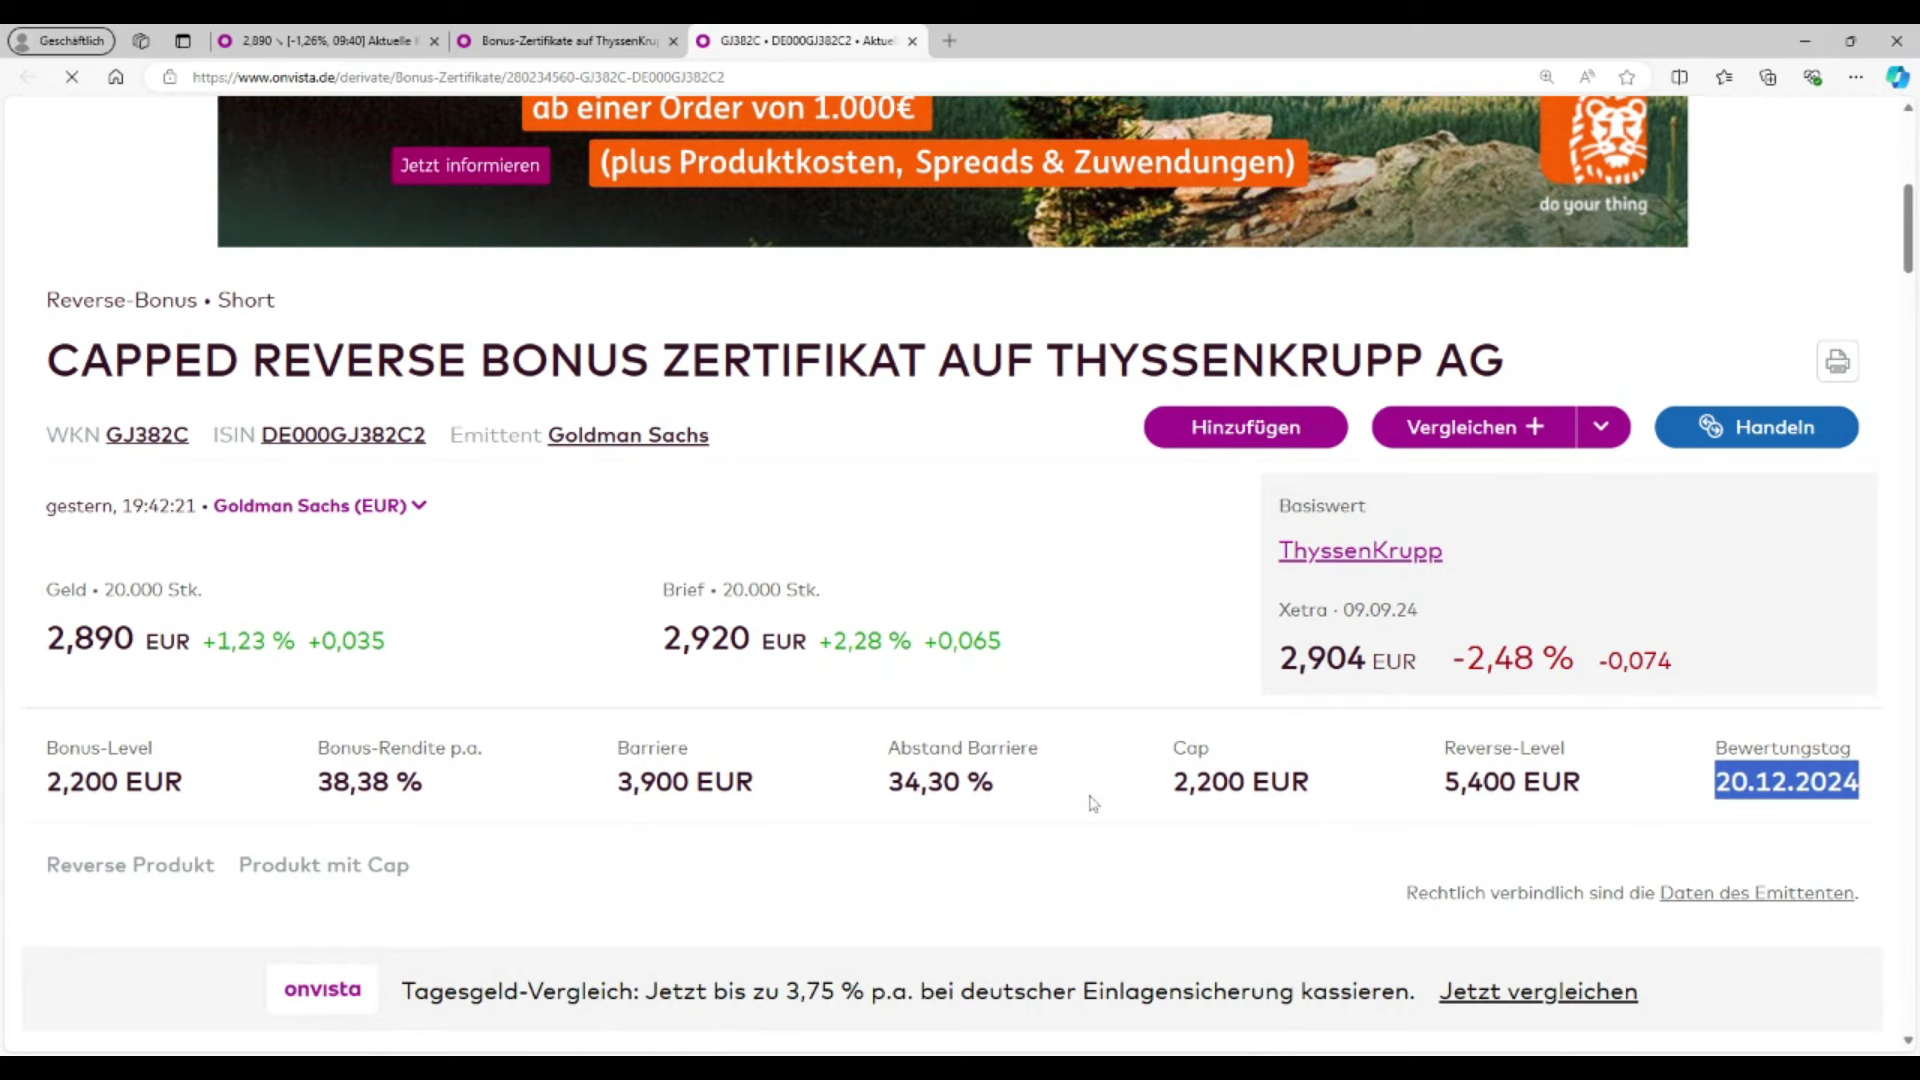 Geschäftlich
2,890 ↘ [-1,26%, 09:40] Aktuelle
Bonus-Zertifikate auf ThyssenKru
GJ382C • DE000GJ382C2 • Aktue
https://www.onvista.de/derivate/Bonus-Zertifikate/280234560-GJ382C-DE000GJ382C2
ab einer Order von 1.000€
Jetzt informieren
(plus Produktkosten, Spreads & Zuwendungen)
do your thing
Reverse-Bonus • Short
CAPPED REVERSE BONUS ZERTIFIKAT AUF THYSSENKRUPP AG
WKN GJ382C ISIN DE000GJ382C2 Emittent Goldman Sachs
Hinzufügen
Vergleichen +
Handeln
gestern, 19:42:21 • Goldman Sachs (EUR)
Basiswert
ThyssenKrupp
Geld • 20.000 Stk.
Brief • 20.000 Stk.
Xetra · 09.09.24
2,890 EUR +1,23 % +0,035
2,920 EUR +2,28 % +0,065
2,904 EUR -2,48 % -0,074
Bonus-Level
Bonus-Rendite p.a.
Barriere
Abstand Barriere
Cap
Reverse-Level
Bewertungstag
2,200 EUR
38,38 %
3,900 EUR
34,30 %
2,200 EUR
5,400 EUR
20.12.2024
Reverse Produkt Produkt mit Cap
Rechtlich verbindlich sind die Daten des Emittenten.
onvista
Tagesgeld-Vergleich: Jetzt bis zu 3,75 % p.a. bei deutscher Einlagensicherung kassieren. Jetzt vergleichen